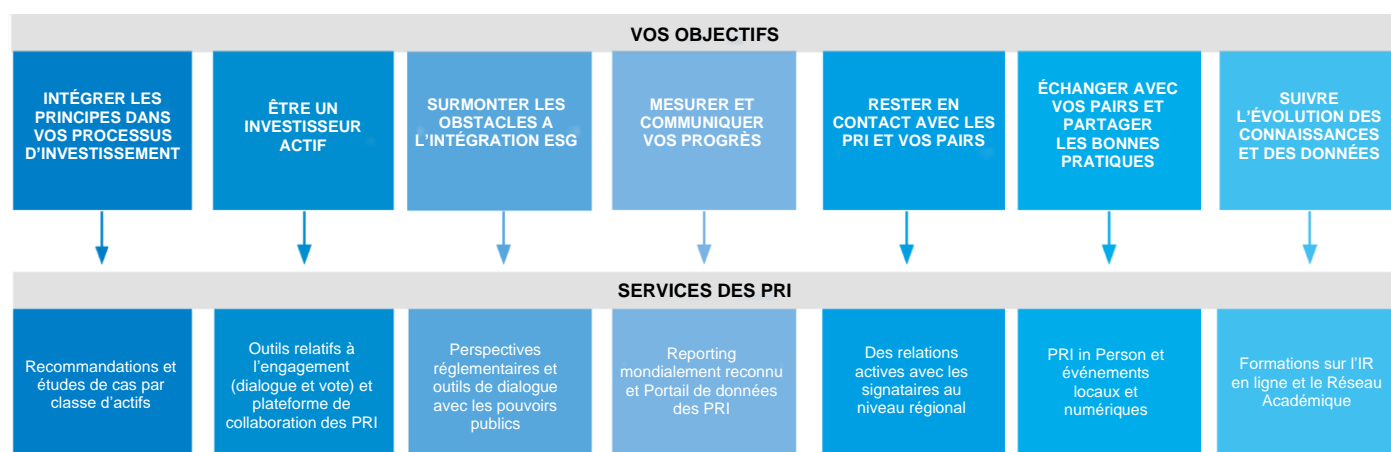 VOS OBJECTIFS
INTÉGRER LES
PRINCIPES DANS
VOS PROCESSUS
D’INVESTISSEMENT
ÊTRE UN
INVESTISSEUR
ACTIF
SURMONTER LES
OBSTACLES A
L’INTÉGRATION ESG
MESURER ET
COMMUNIQUER
VOS PROGRÈS
RESTER EN
CONTACT AVEC LES
PRI ET VOS PAIRS
ÉCHANGER AVEC
VOS PAIRS ET
PARTAGER
LES BONNES
PRATIQUES
SUIVRE
L’ÉVOLUTION DES
CONNAISSANCES
ET DES DONNÉES
SERVICES DES PRI
Recommandations et
études de cas par
classe d’actifs
Outils relatifs à
l’engagement
(dialogue et vote) et
plateforme de
collaboration des PRI
Perspectives
réglementaires et
outils de dialogue
avec les pouvoirs
publics
Reporting
mondialement reconnu
et Portail de données
des PRI
Des relations
actives avec les
signataires au
niveau régional
PRI in Person et
événements
locaux et
numériques
Formations sur l’IR
en ligne et le Réseau
Académique